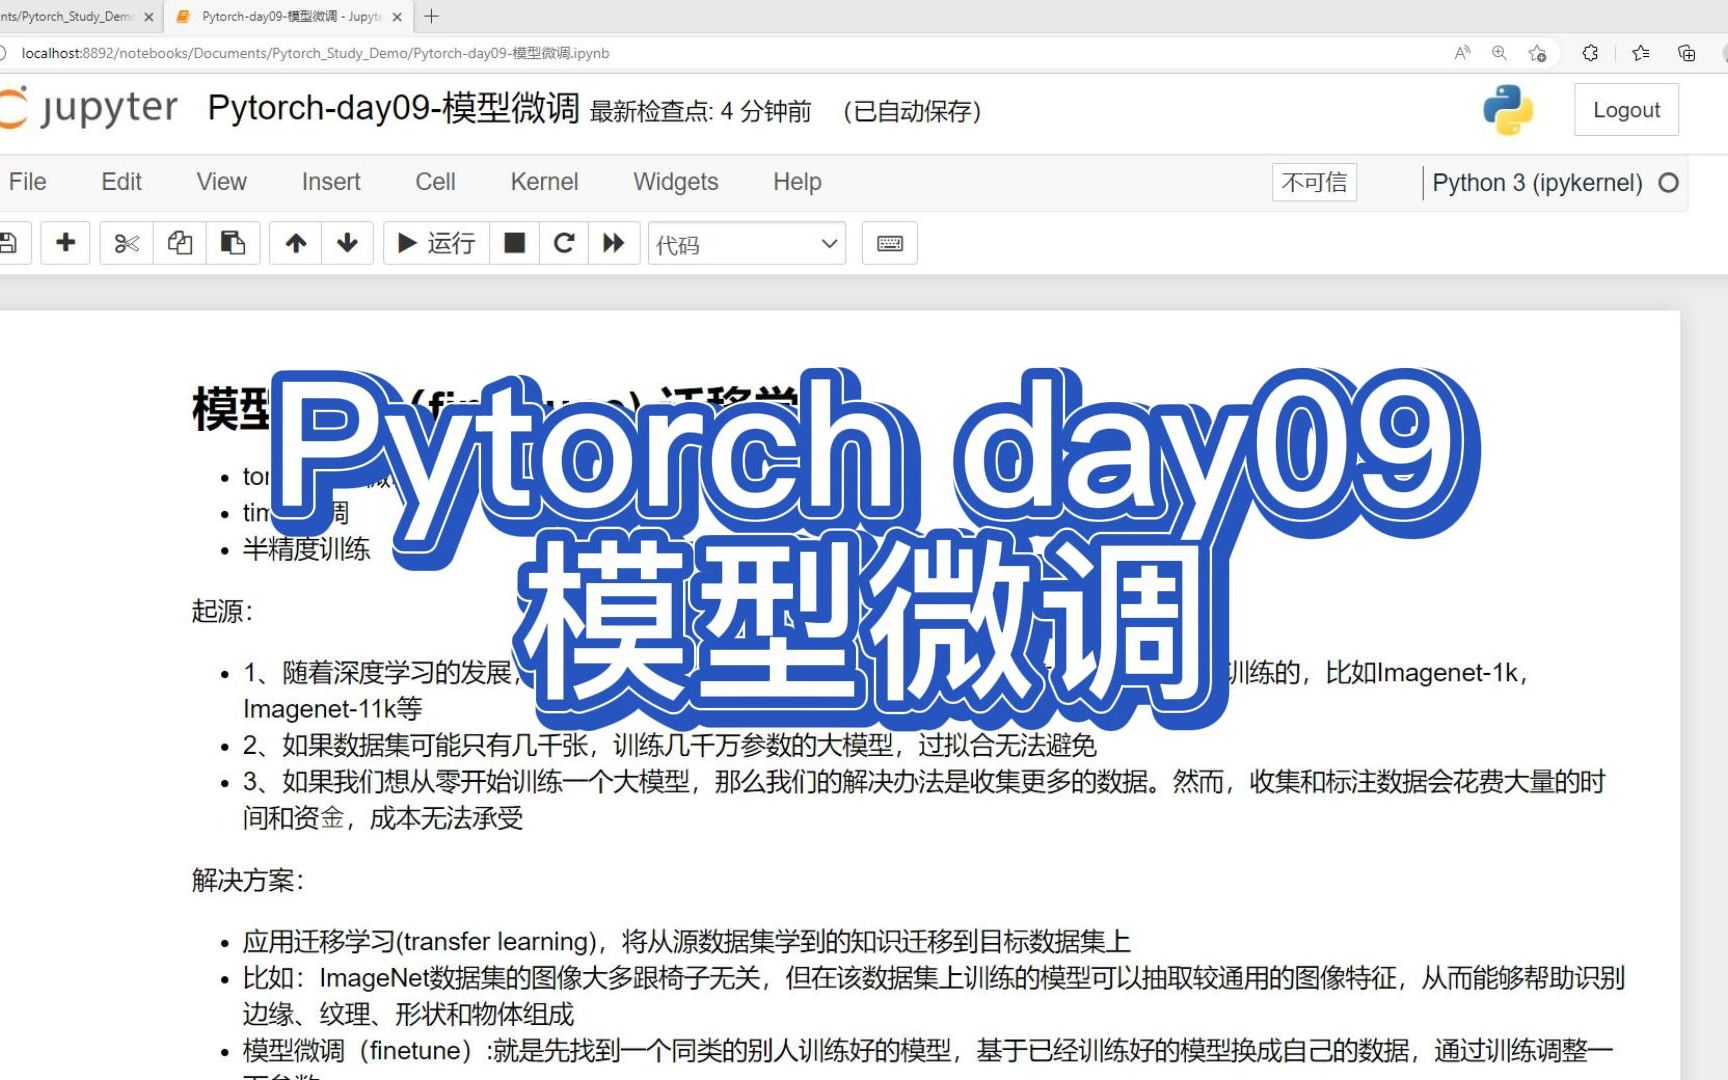 nts/Pytorch_Study_Dem
Pytorch-day09-模型微调 - Jupyt
localhost:8892/notebooks/Documents/Pytorch_Study_Demo/Pytorch-day09-模型微调.ipynb
jupyter Pytorch-day09-模型微调 最新检查点: 4 分钟前 (已自动保存)
Logout
File Edit View Insert Cell Kernel Widgets Help
不可信
Python 3 (ipykernel)
运行
代码
Pytorch day09
模型微调
半精度训练
起源：
1、随着深度学习的发展，
训练的，比如Imagenet-1k，
Imagenet-11k等
2、如果数据集可能只有几千张，训练几千万参数的大模型，过拟合无法避免
3、如果我们想从零开始训练一个大模型，那么我们的解决办法是收集更多的数据。然而，收集和标注数据会花费大量的时
间和资金，成本无法承受
解决方案：
应用迁移学习(transfer learning)，将从源数据集学到的知识迁移到目标数据集上
比如：ImageNet数据集的图像大多跟椅子无关，但在该数据集上训练的模型可以抽取较通用的图像特征，从而能够帮助识别
边缘、纹理、形状和物体组成
模型微调（finetune）:就是先找到一个同类的别人训练好的模型，基于已经训练好的模型换成自己的数据，通过训练调整一